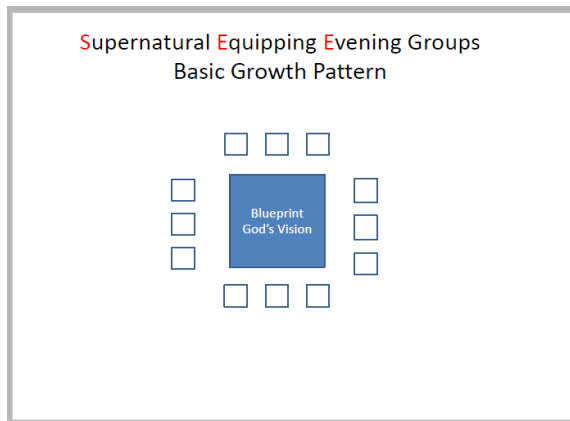 Supernatural Equipping Evening Groups
Basic Growth Pattern
Blueprint
God's Vision